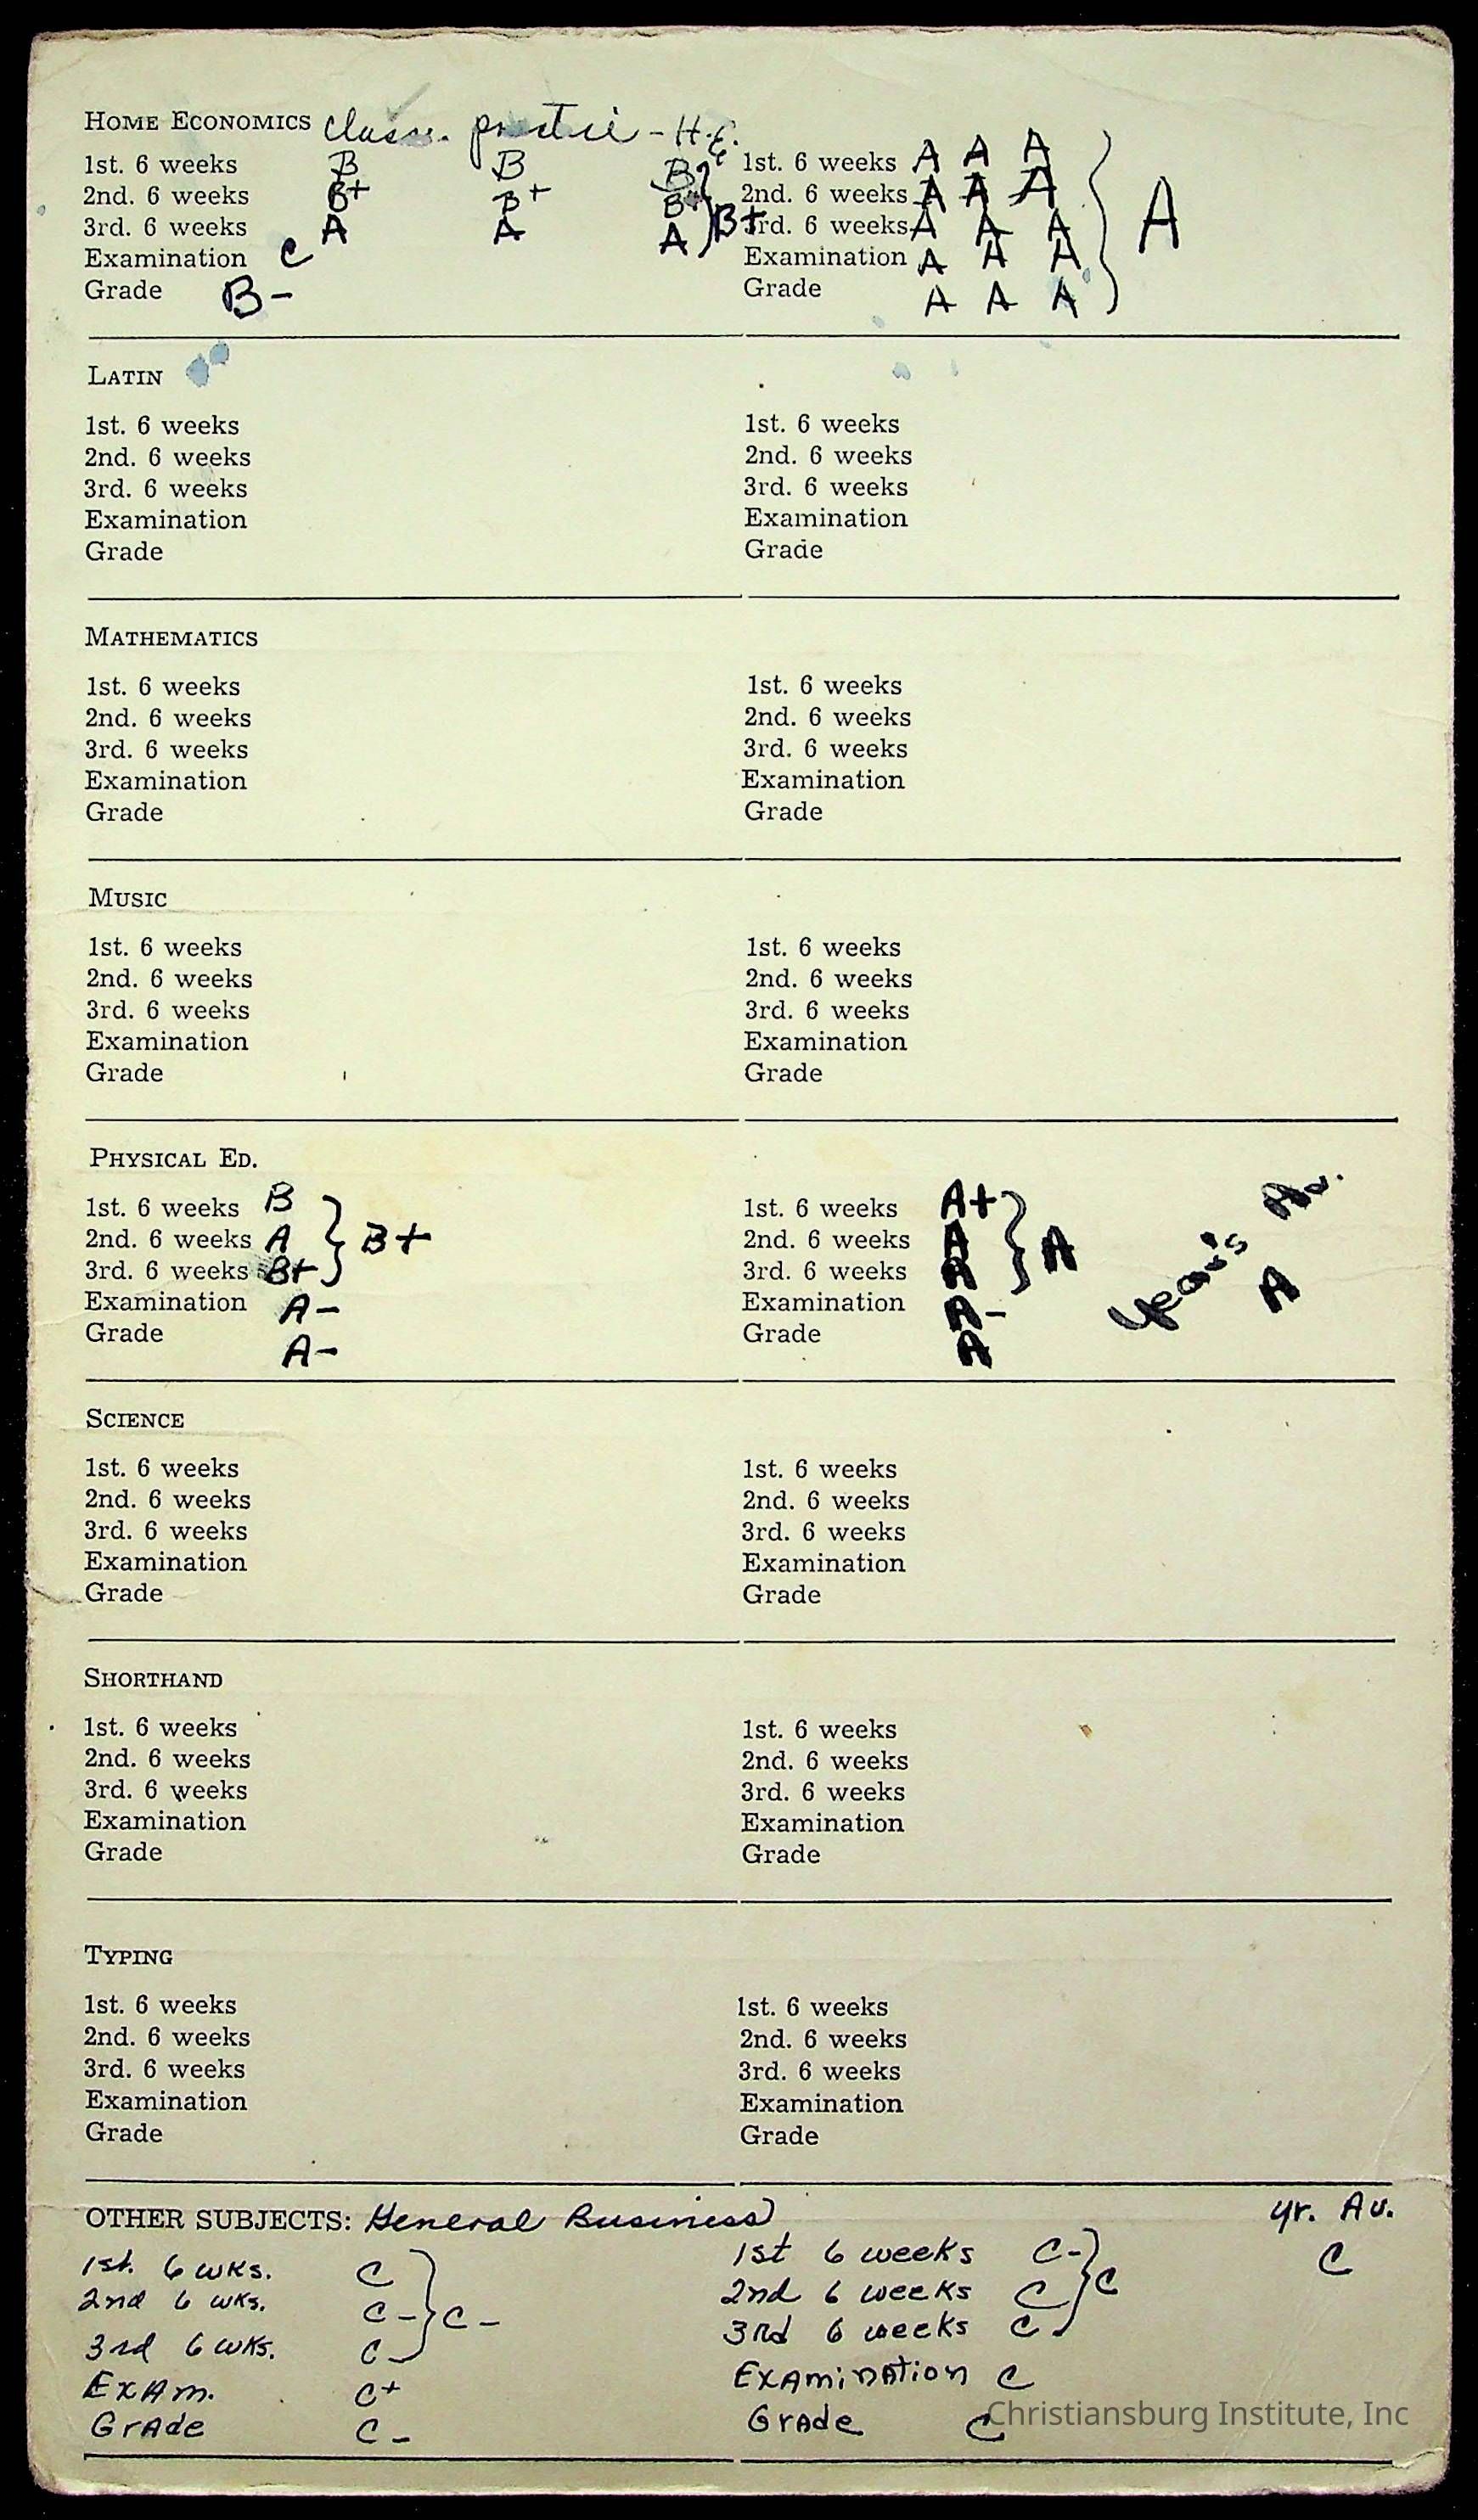 HOME ECONOMICS class. practice - H.E.
1st. 6 weeks B B B
2nd. 6 weeks B+ B+ B+
3rd. 6 weeks A A A B+
Examination C
Grade B-
1st. 6 weeks A A A
2nd. 6 weeks A A A
3rd. 6 weeks A A A A
Examination A A A
Grade A A A
LATIN
1st. 6 weeks
2nd. 6 weeks
3rd. 6 weeks
Examination
Grade
1st. 6 weeks
2nd. 6 weeks
3rd. 6 weeks
Examination
Grade
MATHEMATICS
1st. 6 weeks
2nd. 6 weeks
3rd. 6 weeks
Examination
Grade
1st. 6 weeks
2nd. 6 weeks
3rd. 6 weeks
Examination
Grade
MUSIC
1st. 6 weeks
2nd. 6 weeks
3rd. 6 weeks
Examination
Grade
1st. 6 weeks
2nd. 6 weeks
3rd. 6 weeks
Examination
Grade
PHYSICAL ED.
1st. 6 weeks B
2nd. 6 weeks A B+
3rd. 6 weeks B+
Examination A-
Grade A-
1st. 6 weeks A+
2nd. 6 weeks A A
3rd. 6 weeks A
Examination A-
Grade A
Year's Av.
A
SCIENCE
1st. 6 weeks
2nd. 6 weeks
3rd. 6 weeks
Examination
Grade
1st. 6 weeks
2nd. 6 weeks
3rd. 6 weeks
Examination
Grade
SHORTHAND
1st. 6 weeks
2nd. 6 weeks
3rd. 6 weeks
Examination
Grade
1st. 6 weeks
2nd. 6 weeks
3rd. 6 weeks
Examination
Grade
TYPING
1st. 6 weeks
2nd. 6 weeks
3rd. 6 weeks
Examination
Grade
1st. 6 weeks
2nd. 6 weeks
3rd. 6 weeks
Examination
Grade
OTHER SUBJECTS: General Business
1st. 6 wks. C
2nd 6 wks. C- C-
3rd 6 wks. C-
Exam. C+
Grade C-
1st 6 weeks C-
2nd 6 weeks C C
3rd 6 weeks C
Examination C
Grade C
yr. Av.
C
Christiansburg Institute, Inc